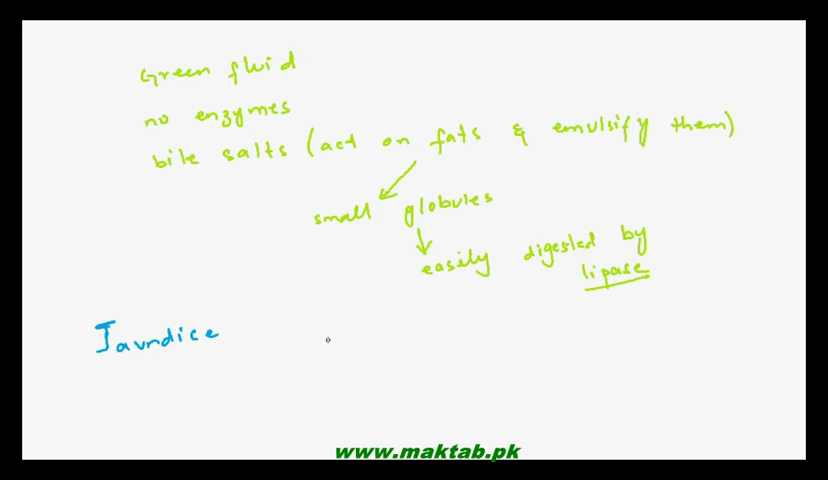 Green fluid
no enzymes
bile salts (act on fats & emulsify them)
small globules
easily digested by
lipase
Jaundice
www.maktab.pk